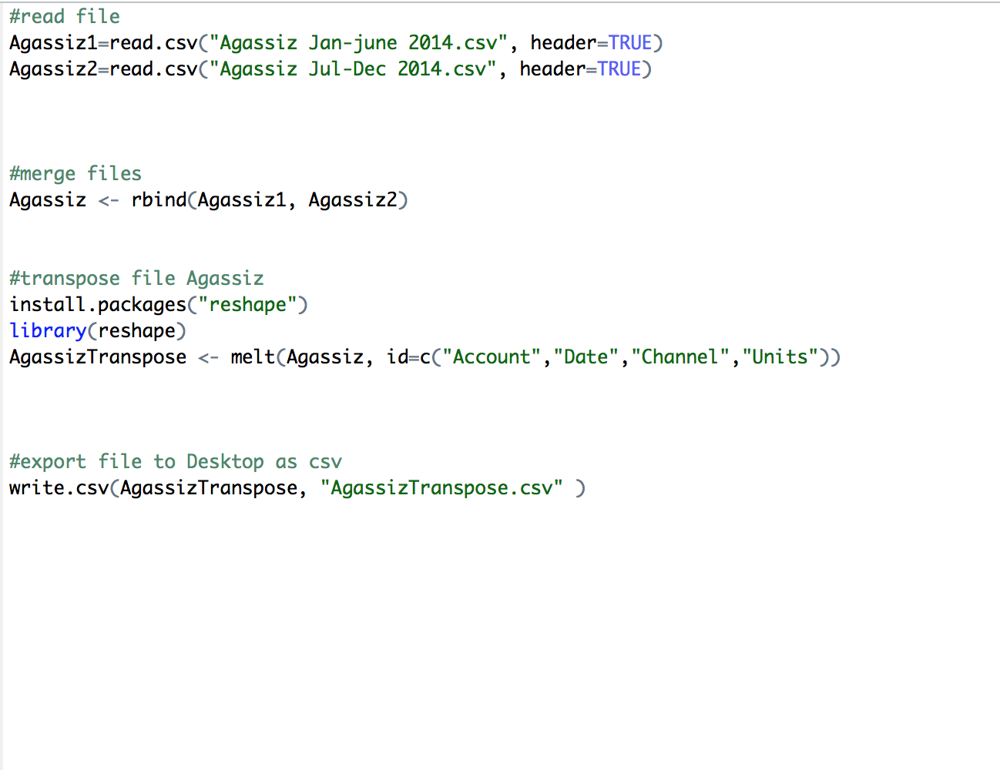 #read file
Agassiz1=read.csv("Agassiz Jan-june 2014.csv", header=TRUE)
Agassiz2=read.csv("Agassiz Jul-Dec 2014.csv", header=TRUE)
#merge files
Agassiz <- rbind(Agassiz1, Agassiz2)
#transpose file Agassiz
install.packages("reshape")
library(reshape)
AgassizTranspose <- melt(Agassiz, id=c("Account","Date","Channel","Units"))
#export file to Desktop as csv
write.csv(AgassizTranspose, "AgassizTranspose.csv" )